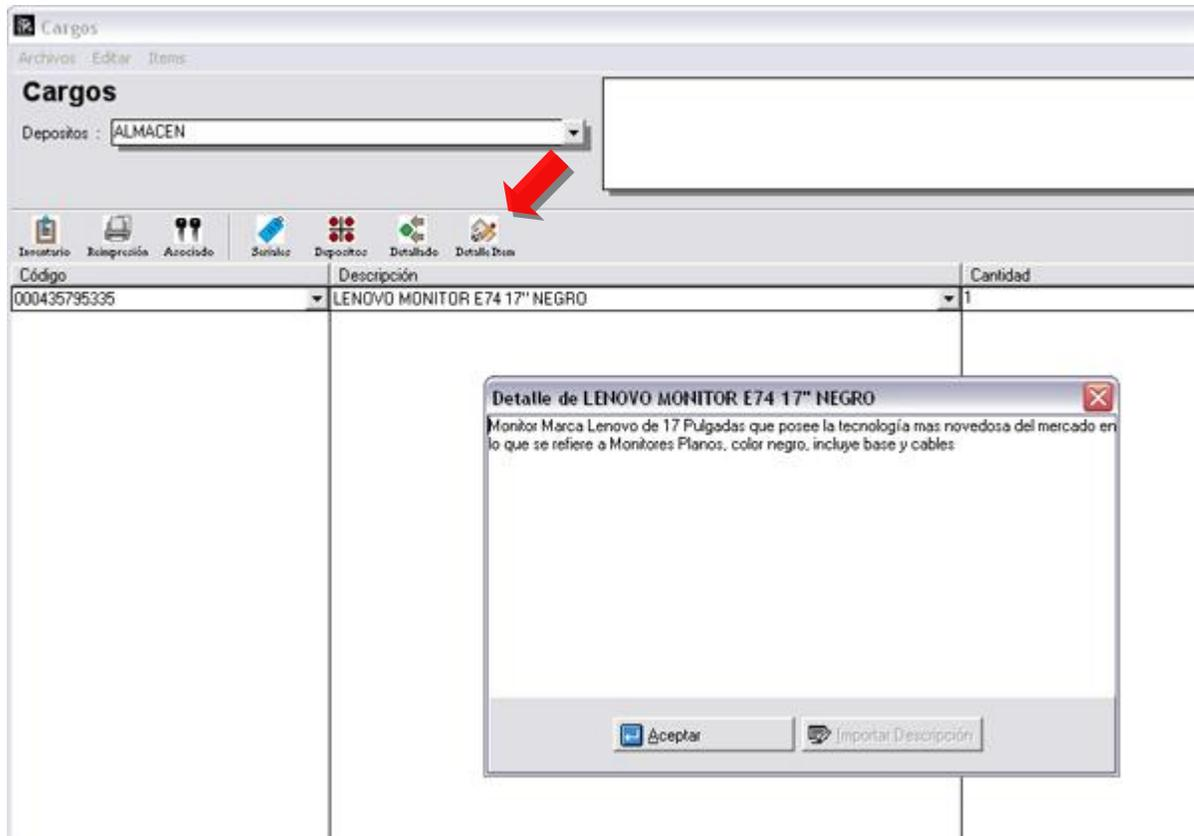 Cargos
Archivos Editar Items
Cargos
Depositos : ALMACEN
Inventario Reimpresión Asociado Seriales Depositos Detallado Detalle Item
Código Descripción Cantidad
000435795335 LENOVO MONITOR E74 17" NEGRO 1
Detalle de LENOVO MONITOR E74 17" NEGRO
Monitor Marca Lenovo de 17 Pulgadas que posee la tecnología mas novedosa del mercado en
lo que se refiere a Monitores Planos, color negro, incluye base y cables
Aceptar Importar Descripción